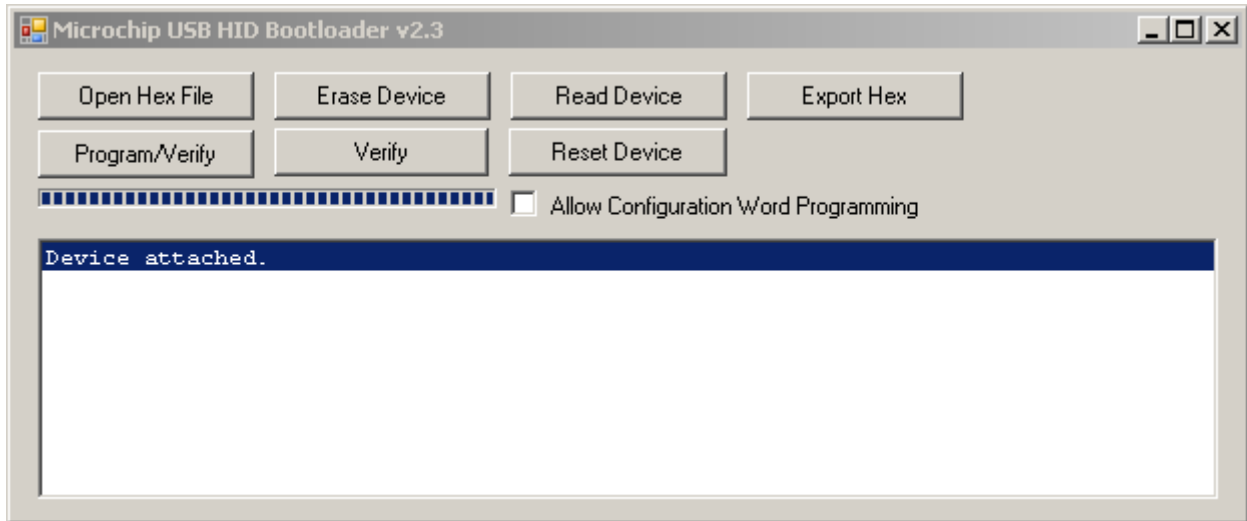 Microchip USB HID Bootloader v2.3
Open Hex File Erase Device Read Device Export Hex
Program/Verify Verify Reset Device
Allow Configuration Word Programming
Device attached.